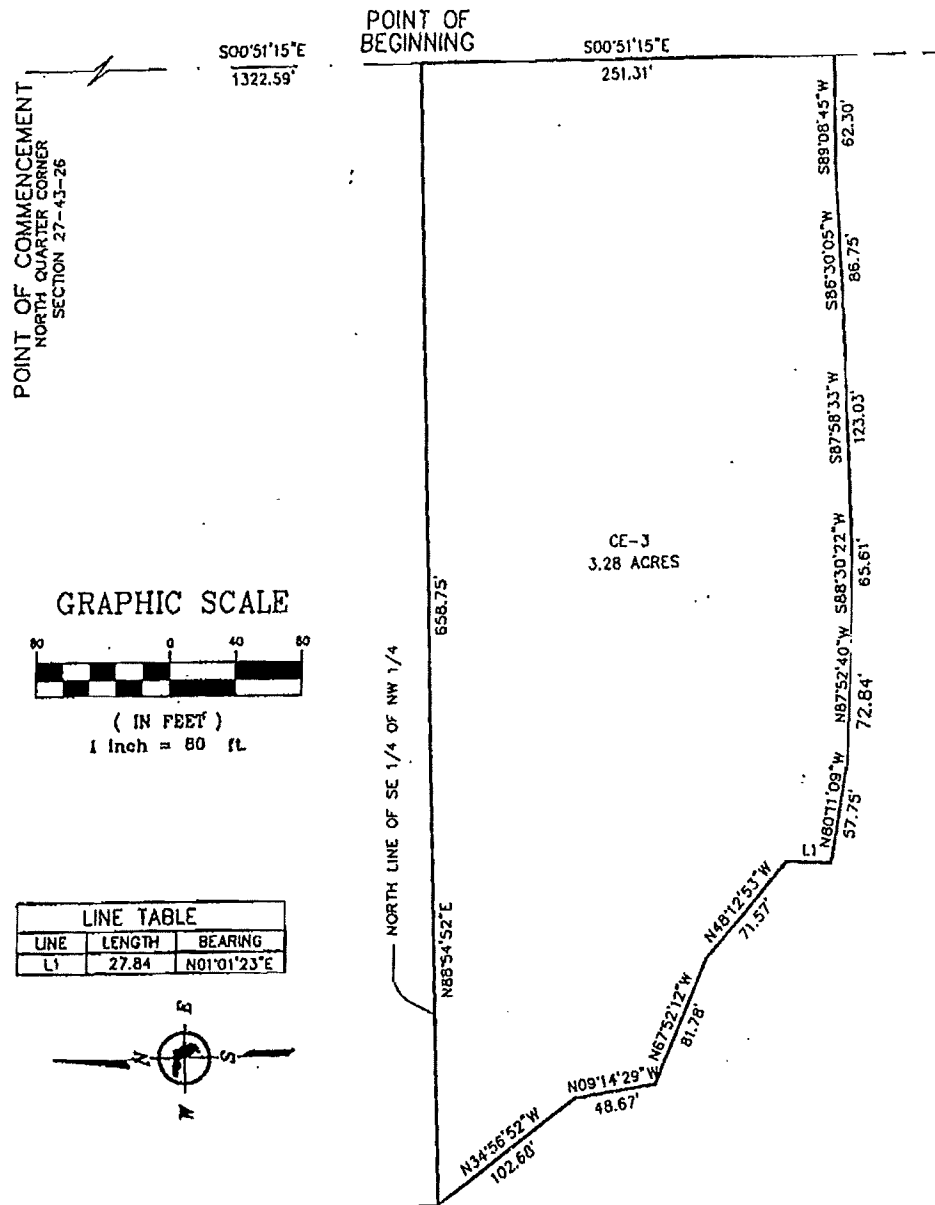 POINT OF
BEGINNING
S00°51'15"E
1322.59'
S00°51'15"E
251.31'
POINT OF COMMENCEMENT
NORTH QUARTER CORNER
SECTION 27-43-26
S89°08'45"W
62.30'
S86°30'05"W
86.75'
S87°58'33"W
123.03'
S88°30'22"W
65.61'
N87°52'40"W
72.84'
N80°11'09"W
57.75'
L1
N48°12'53"W
71.57'
N67°52'12"W
81.78'
N09°14'29"W
48.67'
N34°56'52"W
102.60'
CE-3
3.28 ACRES
658.75'
N88°54'52"E
NORTH LINE OF SE 1/4 OF NW 1/4
GRAPHIC SCALE
80 0 40 80
( IN FEET )
1 inch = 80 ft.
LINE TABLE
LINE LENGTH BEARING
L1 27.84 N01°01'23"E
E
N S
W